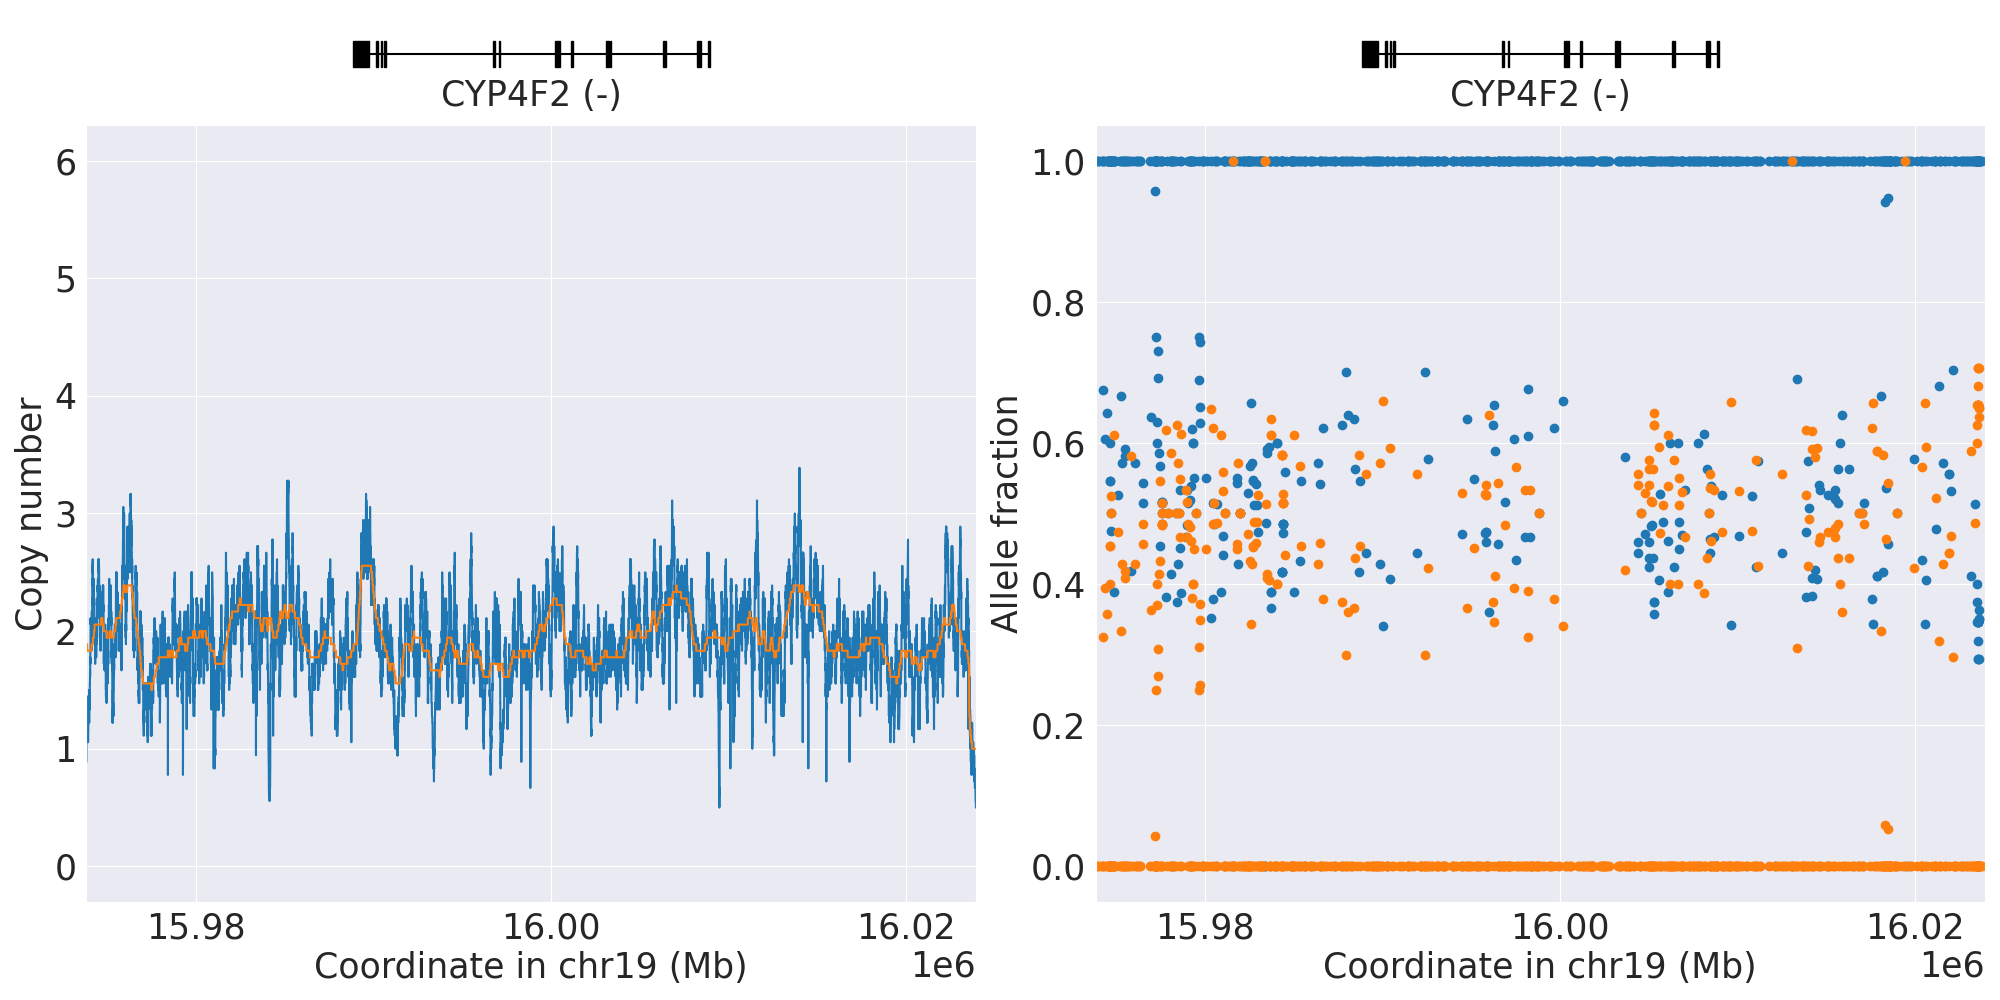 CYP4F2 (-)
6
5
4
3
2
1
0
Copy number
15.98
16.00
16.02
Coordinate in chr19 (Mb)
1e6
CYP4F2 (-)
1.0
0.8
0.6
0.4
0.2
0.0
Allele fraction
15.98
16.00
16.02
Coordinate in chr19 (Mb)
1e6